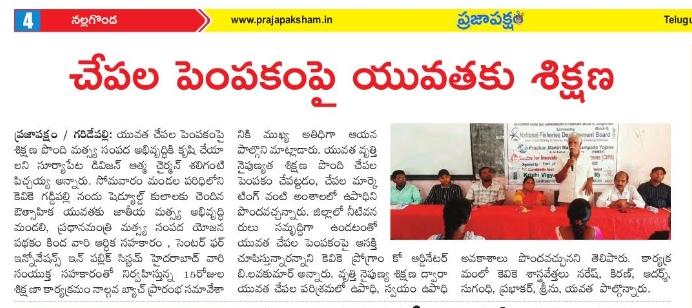 4
నల్లగొండ
www.prajapaksham.in
ప్రజాపక్షం
Telugu
చేపల పెంపకంపై యువతకు శిక్షణ
ప్రజాపక్షం / గరిడేపల్లి: యువత చేపల పెంపకంపై
శిక్షణ పొంది మత్స్య సంపద అభివృద్ధికి కృషి చేయా
లని సూర్యాపేట డివిజన్ ఆత్మ చైర్మన్ శలిగంటి
పిచ్చయ్య అన్నారు. సోమవారం మండల పరిధిలోని
కెవికె గడ్డిపల్లి నందు షెడ్యూల్డ్ కులాలకు చెందిన
ఔత్సాహిక యువతకు జాతీయ మత్స్య అభివృద్ధి
మండలి, ప్రధానమంత్రి మత్స్య సంపద యోజన
పథకం కింద వారి ఆర్థిక సహకారం , సెంటర్ ఫర్
ఇన్నోవేషన్స్ ఇన్ పబ్లిక్ సిస్టమ్ హైదరాబాద్ వారి
సంయుక్త సహకారంతో నిర్వహిస్తున్న 15రోజుల
శిక్షణా కార్యక్రమం నాల్గవ బ్యాచ్ ప్రారంభ సమావేశా
నికి ముఖ్య అతిథిగా ఆయన
పాల్గొని మాట్లాడారు. యువత వృత్తి
నైపుణ్యత శిక్షణ పొంది చేపల
పెంపకం చేపట్టడం, చేపల మార్కె
టింగ్ వంటి అంశాలలో ఉపాధిని
పొందవచ్చన్నారు. జిల్లాలో నీటివన
రులు సమృద్ధిగా ఉండటంతో
యువత చేపల పెంపకంపై ఆసక్తి
చూపిస్తున్నారన్నాని కెవికె ప్రోగ్రాం కో ఆర్డినేటర్
బి.లవకుమార్ అన్నారు. వృత్తి నైపుణ్య శిక్షణ ద్వారా
యువత చేపల పరిశ్రమలో ఉపాధి, స్వయం ఉపాధి
అవకాశాలు పొందవచ్చునని తెలిపారు. కార్యక్ర
మంలో కెవికె శాస్త్రవేత్తలు నరేష్, కిరణ్, ఆదర్శ్,
సుగంధి, ప్రభాకర్, శ్రీను, యువత పాల్గొన్నారు.
National Fisheries Development Board